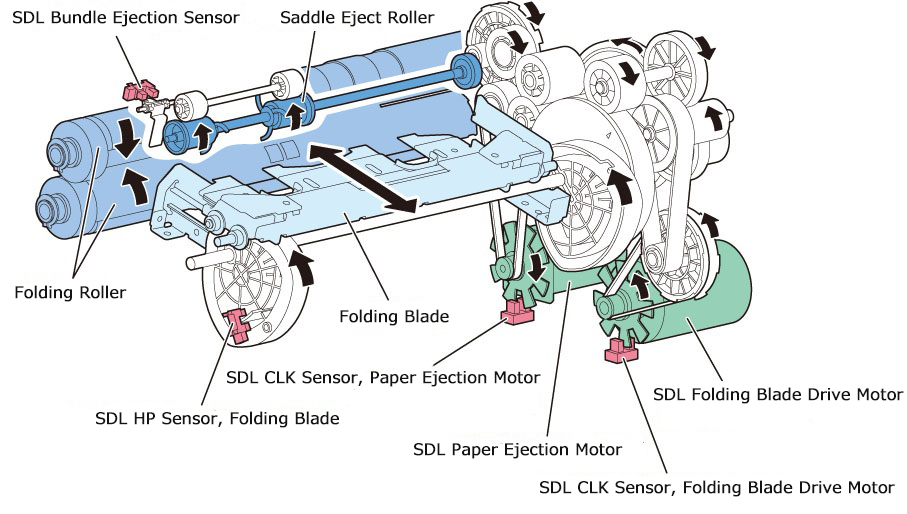 SDL Bundle Ejection Sensor
Saddle Eject Roller
Folding Roller
Folding Blade
SDL CLK Sensor, Paper Ejection Motor
SDL Folding Blade Drive Motor
SDL HP Sensor, Folding Blade
SDL Paper Ejection Motor
SDL CLK Sensor, Folding Blade Drive Motor